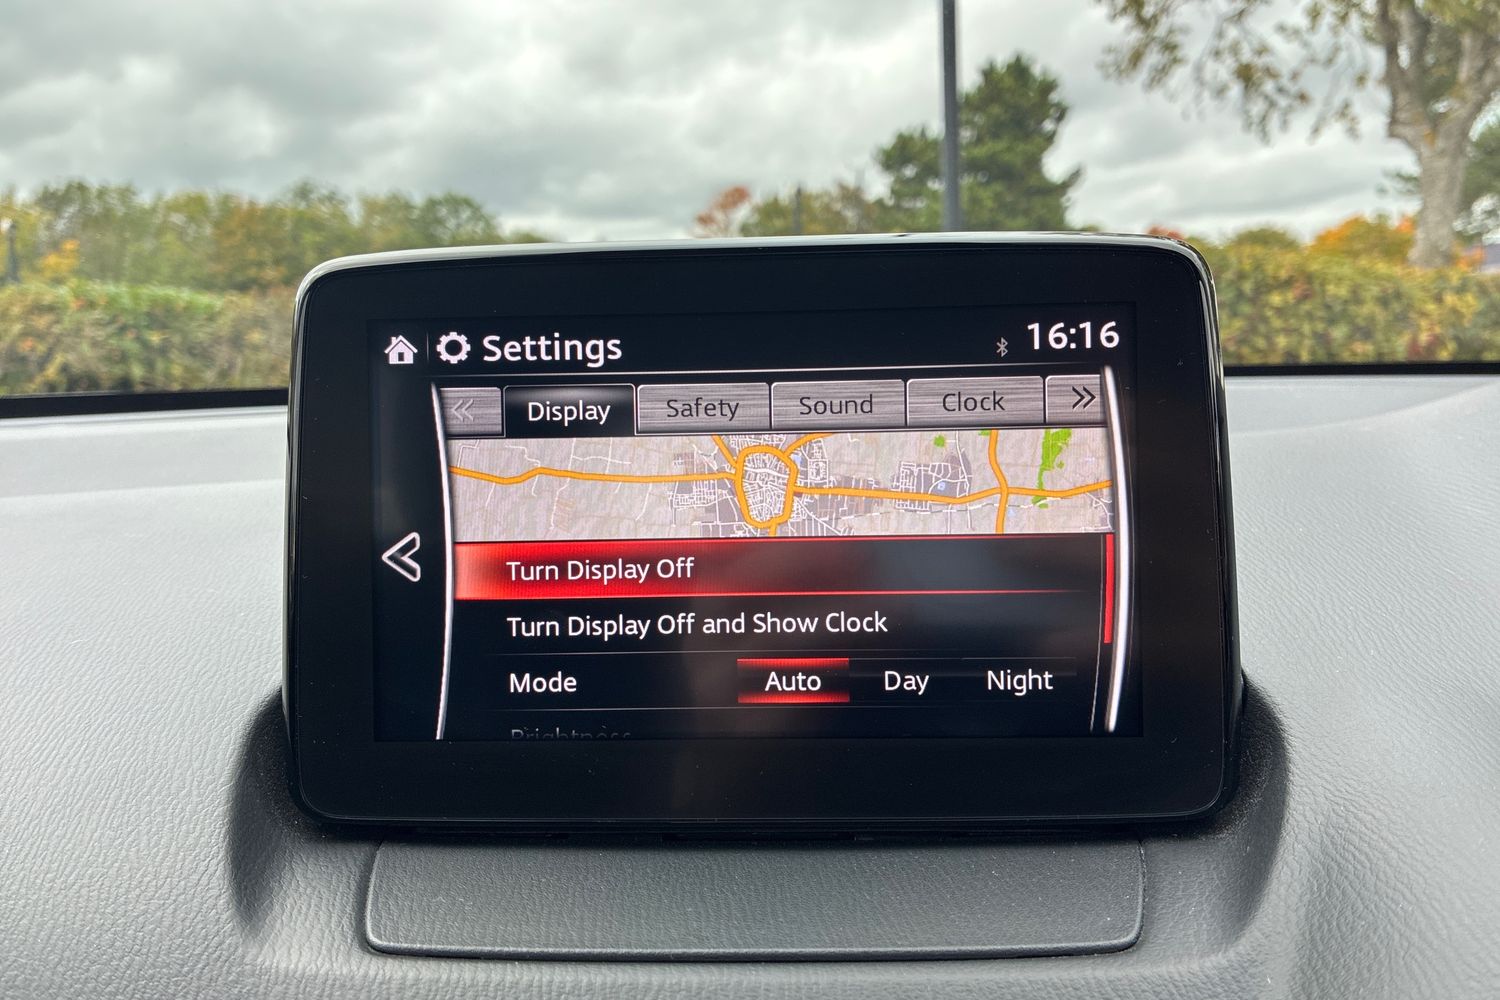 Settings 16:16
Display Safety Sound Clock
Turn Display Off
Turn Display Off and Show Clock
Mode Auto Day Night
Brightness